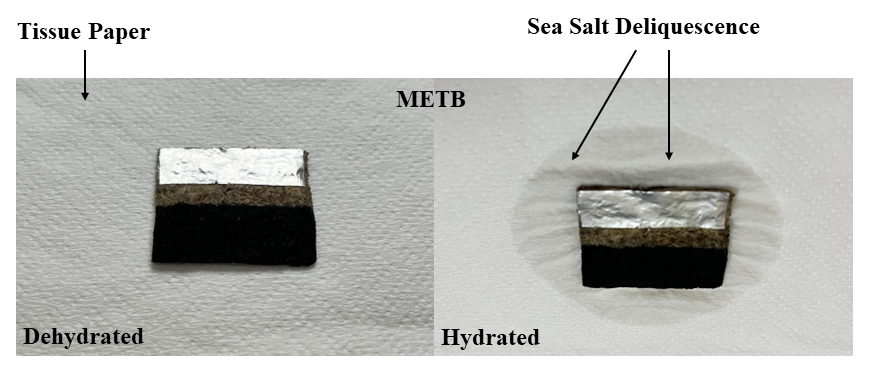 Tissue Paper
Sea Salt Deliquescence
METB
Dehydrated
Hydrated